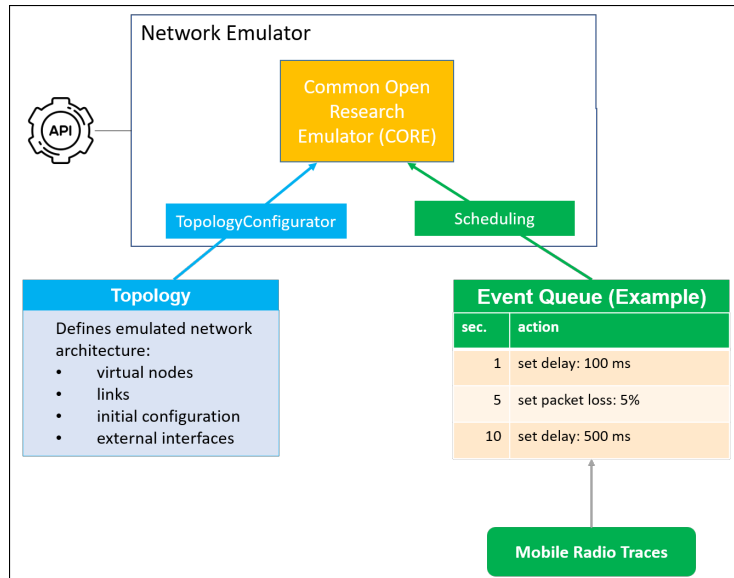 Network Emulator
Common Open
Research
Emulator (CORE)
API
TopologyConfigurator
Scheduling
Topology
Defines emulated network
architecture:
• virtual nodes
• links
• initial configuration
• external interfaces
Event Queue (Example)
sec. action
1 set delay: 100 ms
5 set packet loss: 5%
10 set delay: 500 ms
Mobile Radio Traces